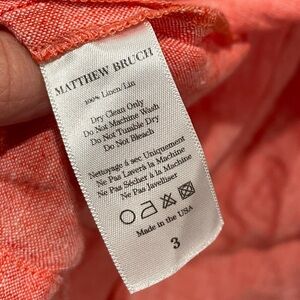 MATTHEW BRUCH
100% Linen/Lin
Dry Clean Only
Do Not Machine Wash
Do Not Tumble Dry
Do Not Bleach
Nettoyage à sec Uniquement
Ne Pas Laver à la Machine
Ne Pas Sécher à la Machine
Ne Pas Javelliser
Made in the USA
3